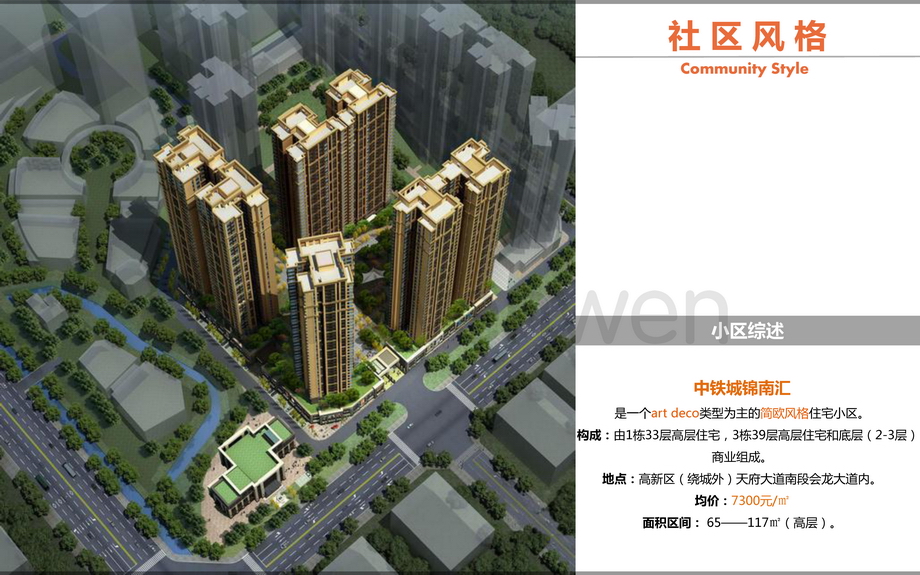 社区风格
Community Style
wen
小区综述
中铁城锦南汇
是一个art deco类型为主的简欧风格住宅小区。
构成：由1栋33层高层住宅，3栋39层高层住宅和底层（2-3层）
商业组成。
地点：高新区（绕城外）天府大道南段会龙大道内。
均价：7300元/㎡
面积区间： 65——117㎡（高层）。